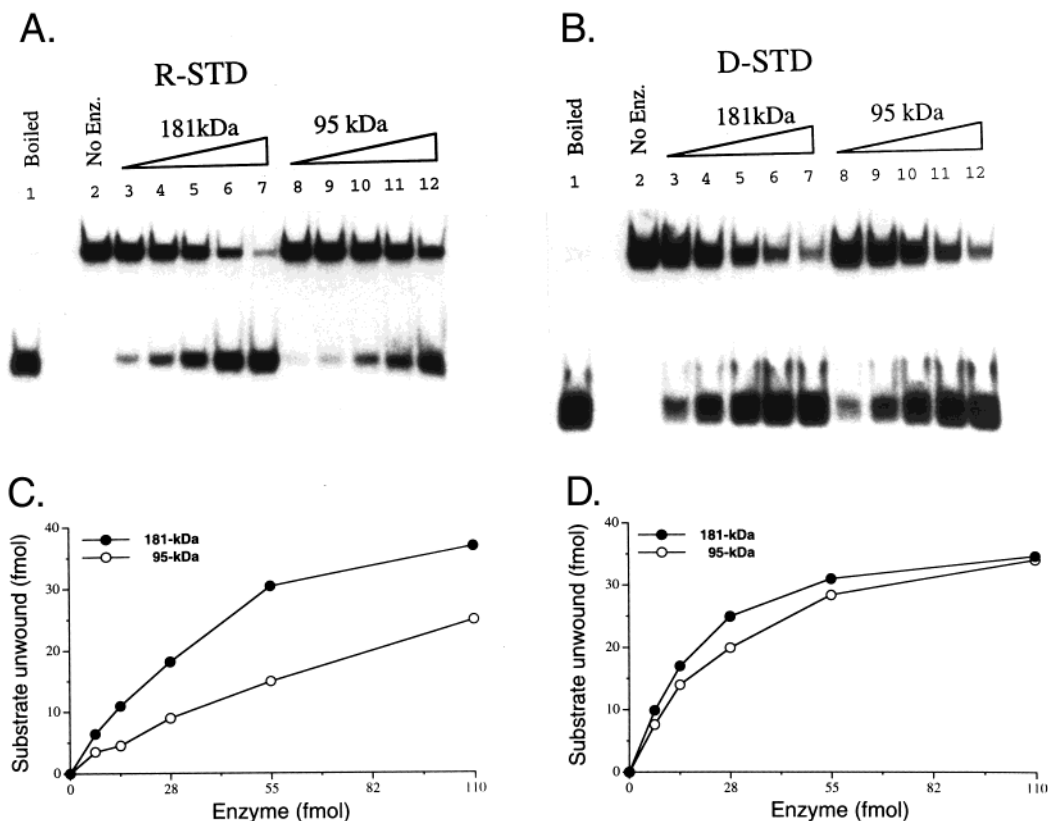 A.
R-STD
Boiled
No Enz.
181kDa
95 kDa
1 2 3 4 5 6 7 8 9 10 11 12
B.
D-STD
Boiled
No Enz.
181kDa
95 kDa
1 2 3 4 5 6 7 8 9 10 11 12
C.
Substrate unwound (fmol)
40
30
20
10
0
181-kDa
95-kDa
0 28 55 82 110
Enzyme (fmol)
D.
Substrate unwound (fmol)
40
30
20
10
0
181-kDa
95-kDa
0 28 55 82 110
Enzyme (fmol)